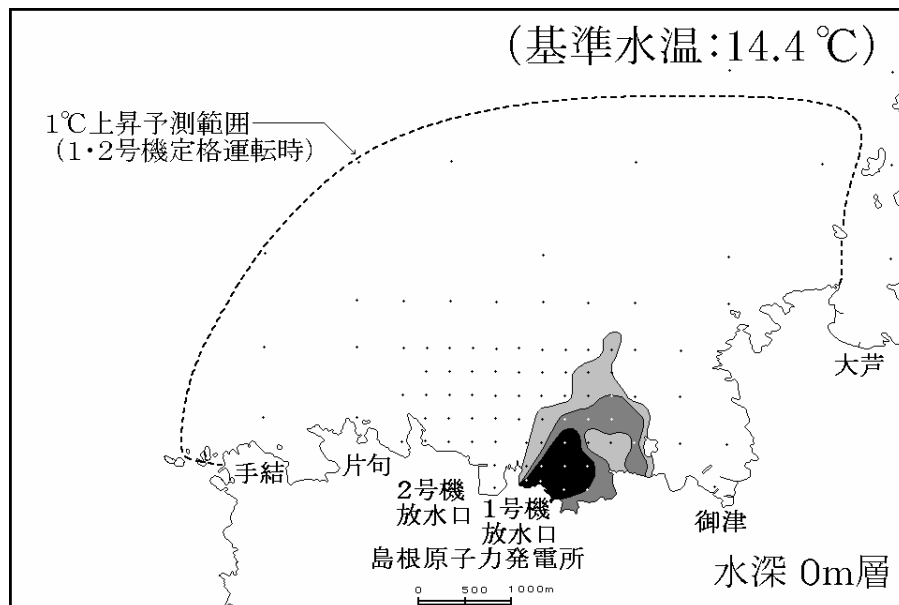 (基準水温:14.4℃)
1℃上昇予測範囲
(1・2号機定格運転時)
大芦
手結
片句
2号機
放水口
1号機
放水口
御津
島根原子力発電所
水深 0m層
0 500 1000m